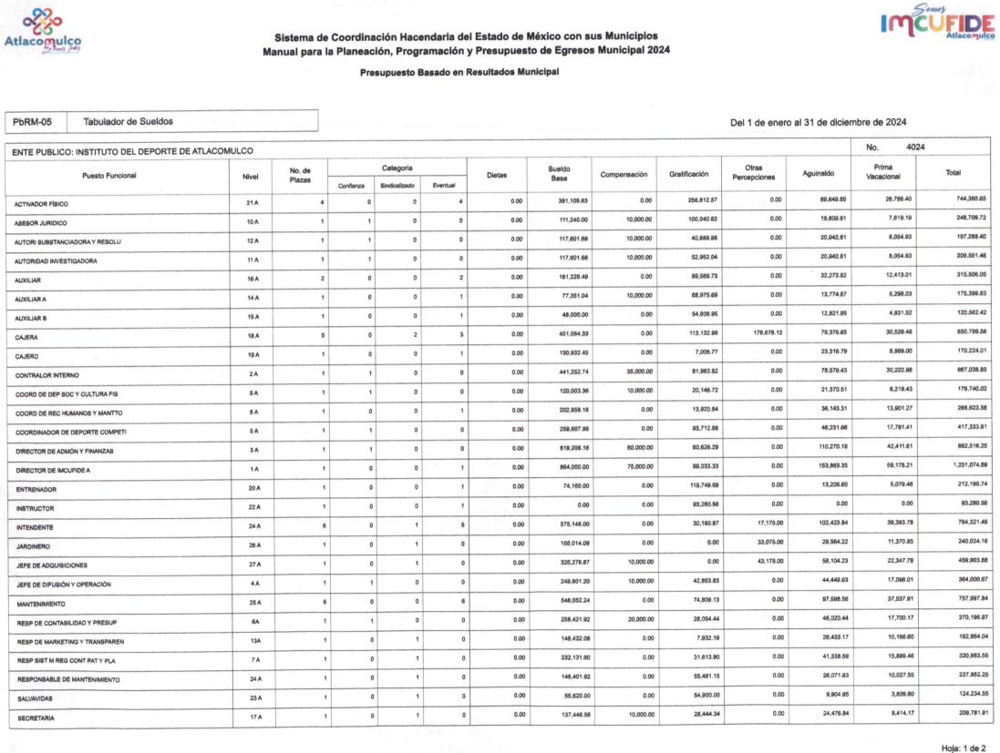 Atlacomulco
Somos IMCUFIDE
Atlacomulco
Sistema de Coordinación Hacendaria del Estado de México con sus Municipios
Manual para la Planeación, Programación y Presupuesto de Egresos Municipal 2024
Presupuesto Basado en Resultados Municipal
PbRM-05 Tabulador de Sueldos
Del 1 de enero al 31 de diciembre de 2024
ENTE PUBLICO: INSTITUTO DEL DEPORTE DE ATLACOMULCO No. 4024
Puesto Funcional Nivel No. de Plazas Categoria Confianza Sindicalizado Eventual Dietas Sueldo Base Compensación Gratificación Otras Percepciones Aguinaldo Prima Vacacional Total
ACTIVADOR FÍSICO 21 A 4 0 0 4 0.00 391,109.63 0.00 256,812.57 0.00 69,649.65 26,788.40 744,360.65
ASESOR JURIDICO 10 A 1 1 0 0 0.00 111,240.00 10,000.00 100,040.62 0.00 19,809.91 7,619.19 248,709.72
AUTORI SUBSTANCIADORA Y RESOLU 12 A 1 1 0 0 0.00 117,601.68 10,000.00 40,689.98 0.00 20,942.81 8,054.93 197,289.40
AUTORIDAD INVESTIGADORA 11 A 1 1 0 0 0.00 117,601.68 10,000.00 52,952.04 0.00 20,942.81 8,054.93 209,551.46
AUXILIAR 16 A 2 0 0 2 0.00 181,229.49 0.00 89,589.73 0.00 32,273.82 12,413.01 315,506.05
AUXILIAR A 14 A 1 0 0 1 0.00 77,351.04 10,000.00 68,975.69 0.00 13,774.87 5,298.03 175,399.63
AUXILIAR B 15 A 1 0 0 1 0.00 48,000.00 0.00 54,808.95 0.00 12,821.95 4,931.52 120,562.42
CAJERA 18 A 5 0 2 3 0.00 451,084.33 0.00 113,132.98 176,676.12 79,376.65 30,529.48 850,799.56
CAJERO 19 A 1 0 0 1 0.00 130,932.45 0.00 7,006.77 0.00 23,316.79 8,968.00 170,224.01
CONTRALOR INTERNO 2 A 1 1 0 0 0.00 441,252.74 35,000.00 81,983.82 0.00 78,579.43 30,222.86 667,038.85
COORD DE DEP SOC Y CULTURA FIS 9 A 1 1 0 0 0.00 120,003.36 10,000.00 20,146.72 0.00 21,370.51 8,219.43 179,740.02
COORD DE REC HUMANOS Y MANTTO 8 A 1 0 0 1 0.00 202,958.16 0.00 13,920.84 0.00 36,143.31 13,901.27 266,923.58
COORDINADOR DE DEPORTE COMPETI 5 A 1 1 0 0 0.00 259,607.96 0.00 93,712.88 0.00 46,231.66 17,781.41 417,333.91
DIRECTOR DE ADMÓN Y FINANZAS 3 A 1 1 0 0 0.00 619,208.16 60,000.00 60,626.29 0.00 110,270.19 42,411.61 892,516.25
DIRECTOR DE IMCUFIDE A 1 A 1 0 0 1 0.00 864,000.00 75,000.00 99,033.33 0.00 153,863.35 59,178.21 1,251,074.89
ENTRENADOR 20 A 1 0 0 1 0.00 74,160.00 0.00 119,749.68 0.00 13,206.60 5,079.46 212,195.74
INSTRUCTOR 22 A 1 0 0 1 0.00 0.00 0.00 93,280.56 0.00 0.00 0.00 93,280.56
INTENDENTE 24 A 6 0 1 5 0.00 575,148.00 0.00 30,180.87 17,175.00 102,423.84 39,393.78 764,321.49
JARDINERO 26 A 1 0 1 0 0.00 166,014.09 0.00 0.00 33,075.00 29,564.22 11,370.85 240,024.16
JEFE DE ADQUISICIONES 27 A 1 0 1 0 0.00 326,276.87 10,000.00 0.00 43,175.00 58,104.23 22,347.78 459,903.88
JEFE DE DIFUSIÓN Y OPERACIÓN 4 A 1 1 0 0 0.00 249,601.20 10,000.00 42,853.83 0.00 44,449.63 17,096.01 364,000.67
MANTENIMIENTO 25 A 6 0 0 6 0.00 548,052.24 0.00 74,809.13 0.00 97,598.56 37,537.91 757,997.84
RESP DE CONTABILIDAD Y PRESUP 6A 1 1 0 0 0.00 258,421.92 20,000.00 28,054.44 0.00 46,020.44 17,700.17 370,196.97
RESP DE MARKETING Y TRANSPAREN 13A 1 0 1 0 0.00 148,432.08 0.00 7,932.19 0.00 26,433.17 10,166.60 192,964.04
RESP SIST M REG CONT PAT Y PLA 7 A 1 0 1 0 0.00 232,131.60 0.00 31,613.90 0.00 41,338.59 15,899.46 320,983.55
RESPONSABLE DE MANTENIMIENTO 24 A 1 0 1 0 0.00 146,401.92 0.00 55,461.15 0.00 26,071.63 10,027.55 237,962.25
SALVAVIDAS 23 A 1 0 1 0 0.00 55,620.00 0.00 54,900.00 0.00 9,904.95 3,809.60 124,234.55
SECRETARIA 17 A 1 0 1 0 0.00 137,446.56 10,000.00 28,444.34 0.00 24,476.84 9,414.17 209,781.91
Hoja: 1 de 2